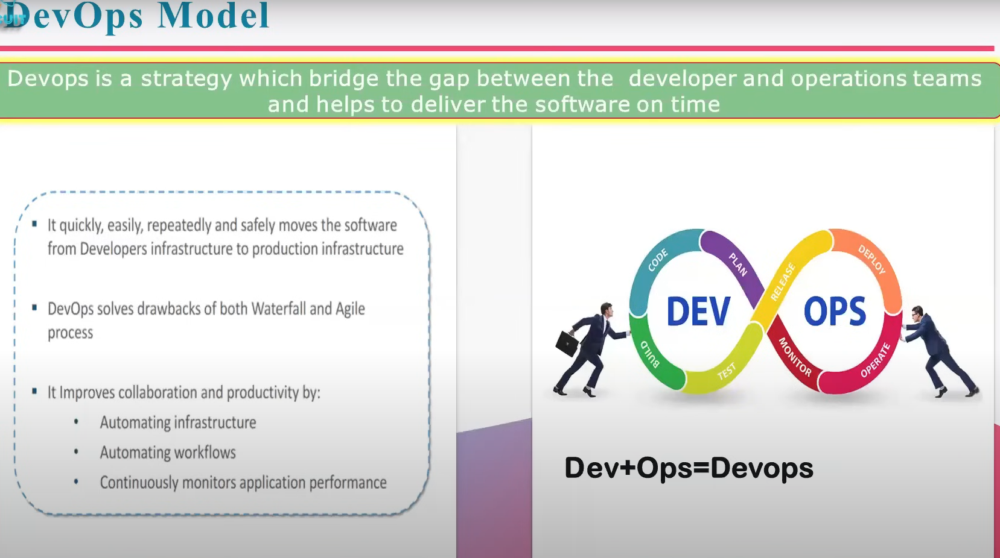 DevOps Model
Devops is a strategy which bridge the gap between the developer and operations teams
and helps to deliver the software on time
▪ It quickly, easily, repeatedly and safely moves the software
from Developers infrastructure to production infrastructure
▪ DevOps solves drawbacks of both Waterfall and Agile
process
▪ It Improves collaboration and productivity by:
• Automating infrastructure
• Automating workflows
• Continuously monitors application performance
CODE
PLAN
RELEASE
DEPLOY
DEV
OPS
BUILD
TEST
MONITOR
OPERATE
Dev+Ops=Devops